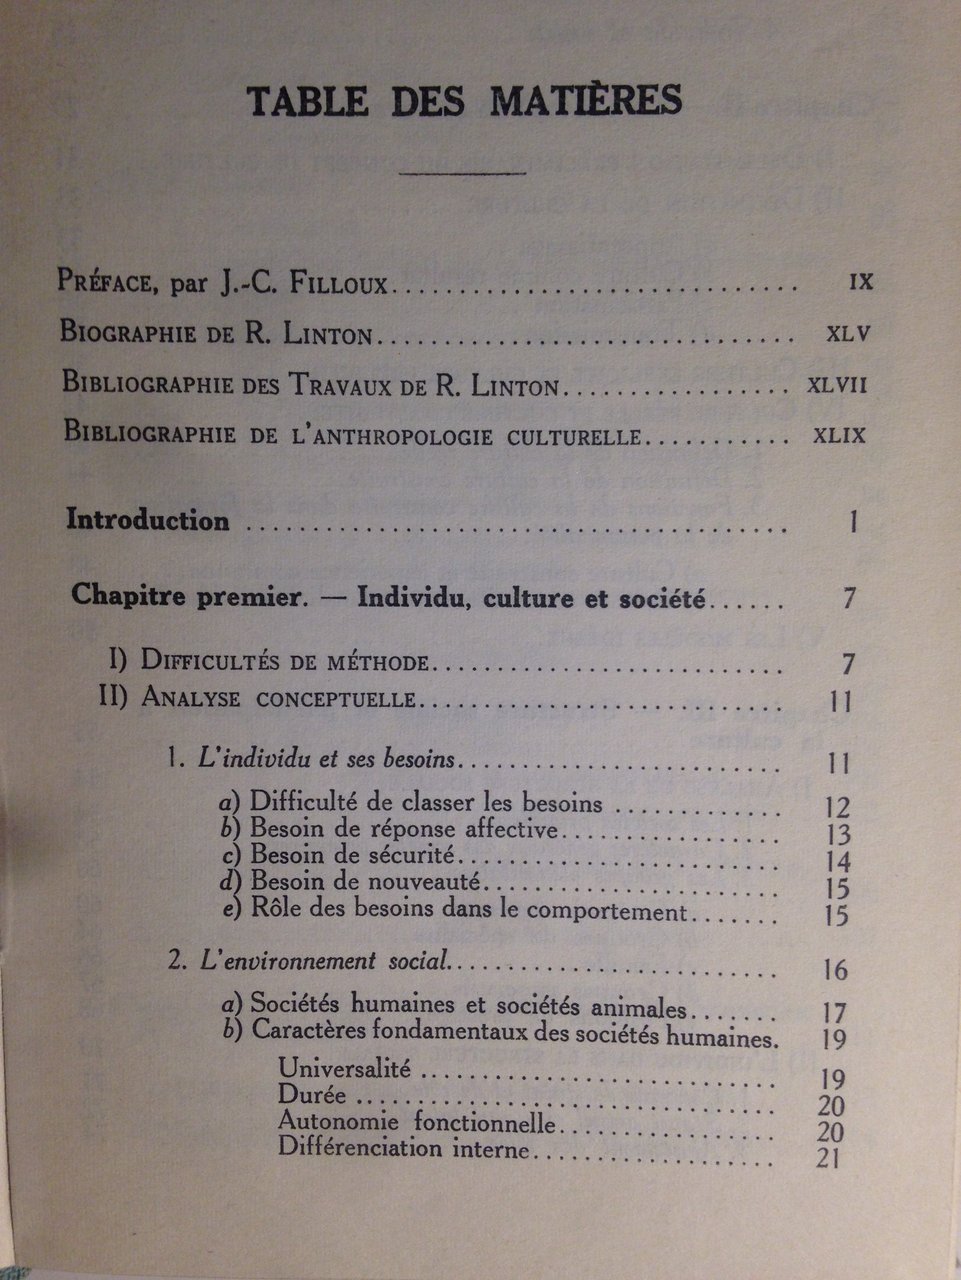 TABLE DES MATIÈRES
PRÉFACE, par J.-C. FILLOUX.............................. IX
BIOGRAPHIE DE R. LINTON............................... XLV
BIBLIOGRAPHIE DES TRAVAUX DE R. LINTON................. XLVII
BIBLIOGRAPHIE DE L'ANTHROPOLOGIE CULTURELLE........... XLIX
Introduction ........................................ 1
Chapitre premier. — Individu, culture et société...... 7
I) DIFFICULTÉS DE MÉTHODE.......................... 7
II) ANALYSE CONCEPTUELLE........................... 11
1. L'individu et ses besoins........................ 11
a) Difficulté de classer les besoins ............. 12
b) Besoin de réponse affective................. 13
c) Besoin de sécurité........................ 14
d) Besoin de nouveauté...................... 15
e) Rôle des besoins dans le comportement....... 15
2. L'environnement social......................... 16
a) Sociétés humaines et sociétés animales....... 17
b) Caractères fondamentaux des sociétés humaines. 19
Universalité ........................... 19
Durée ................................ 20
Autonomie fonctionnelle................. 20
Différenciation interne................... 21